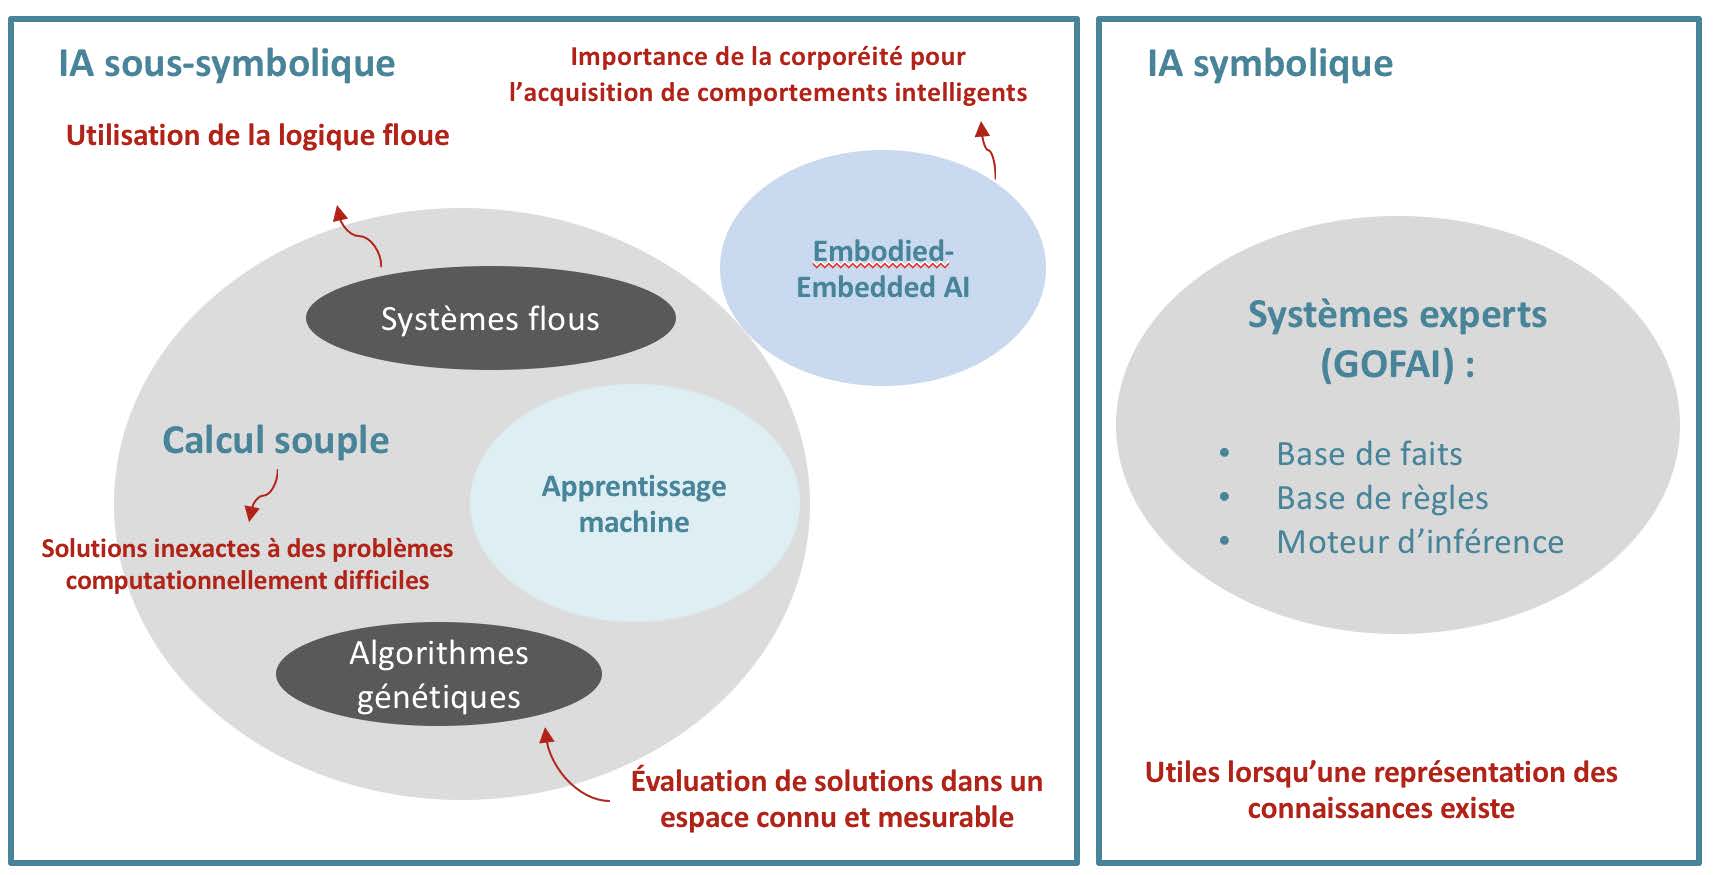 IA sous-symbolique
Importance de la corporéité pour
l’acquisition de comportements intelligents
Utilisation de la logique floue
Embodied-
Embedded AI
Systèmes flous
Calcul souple
Apprentissage
machine
Solutions inexactes à des problèmes
computationnellement difficiles
Algorithmes
génétiques
Évaluation de solutions dans un
espace connu et mesurable
IA symbolique
Systèmes experts
(GOFAI) :
• Base de faits
• Base de règles
• Moteur d’inférence
Utiles lorsqu’une représentation des
connaissances existe